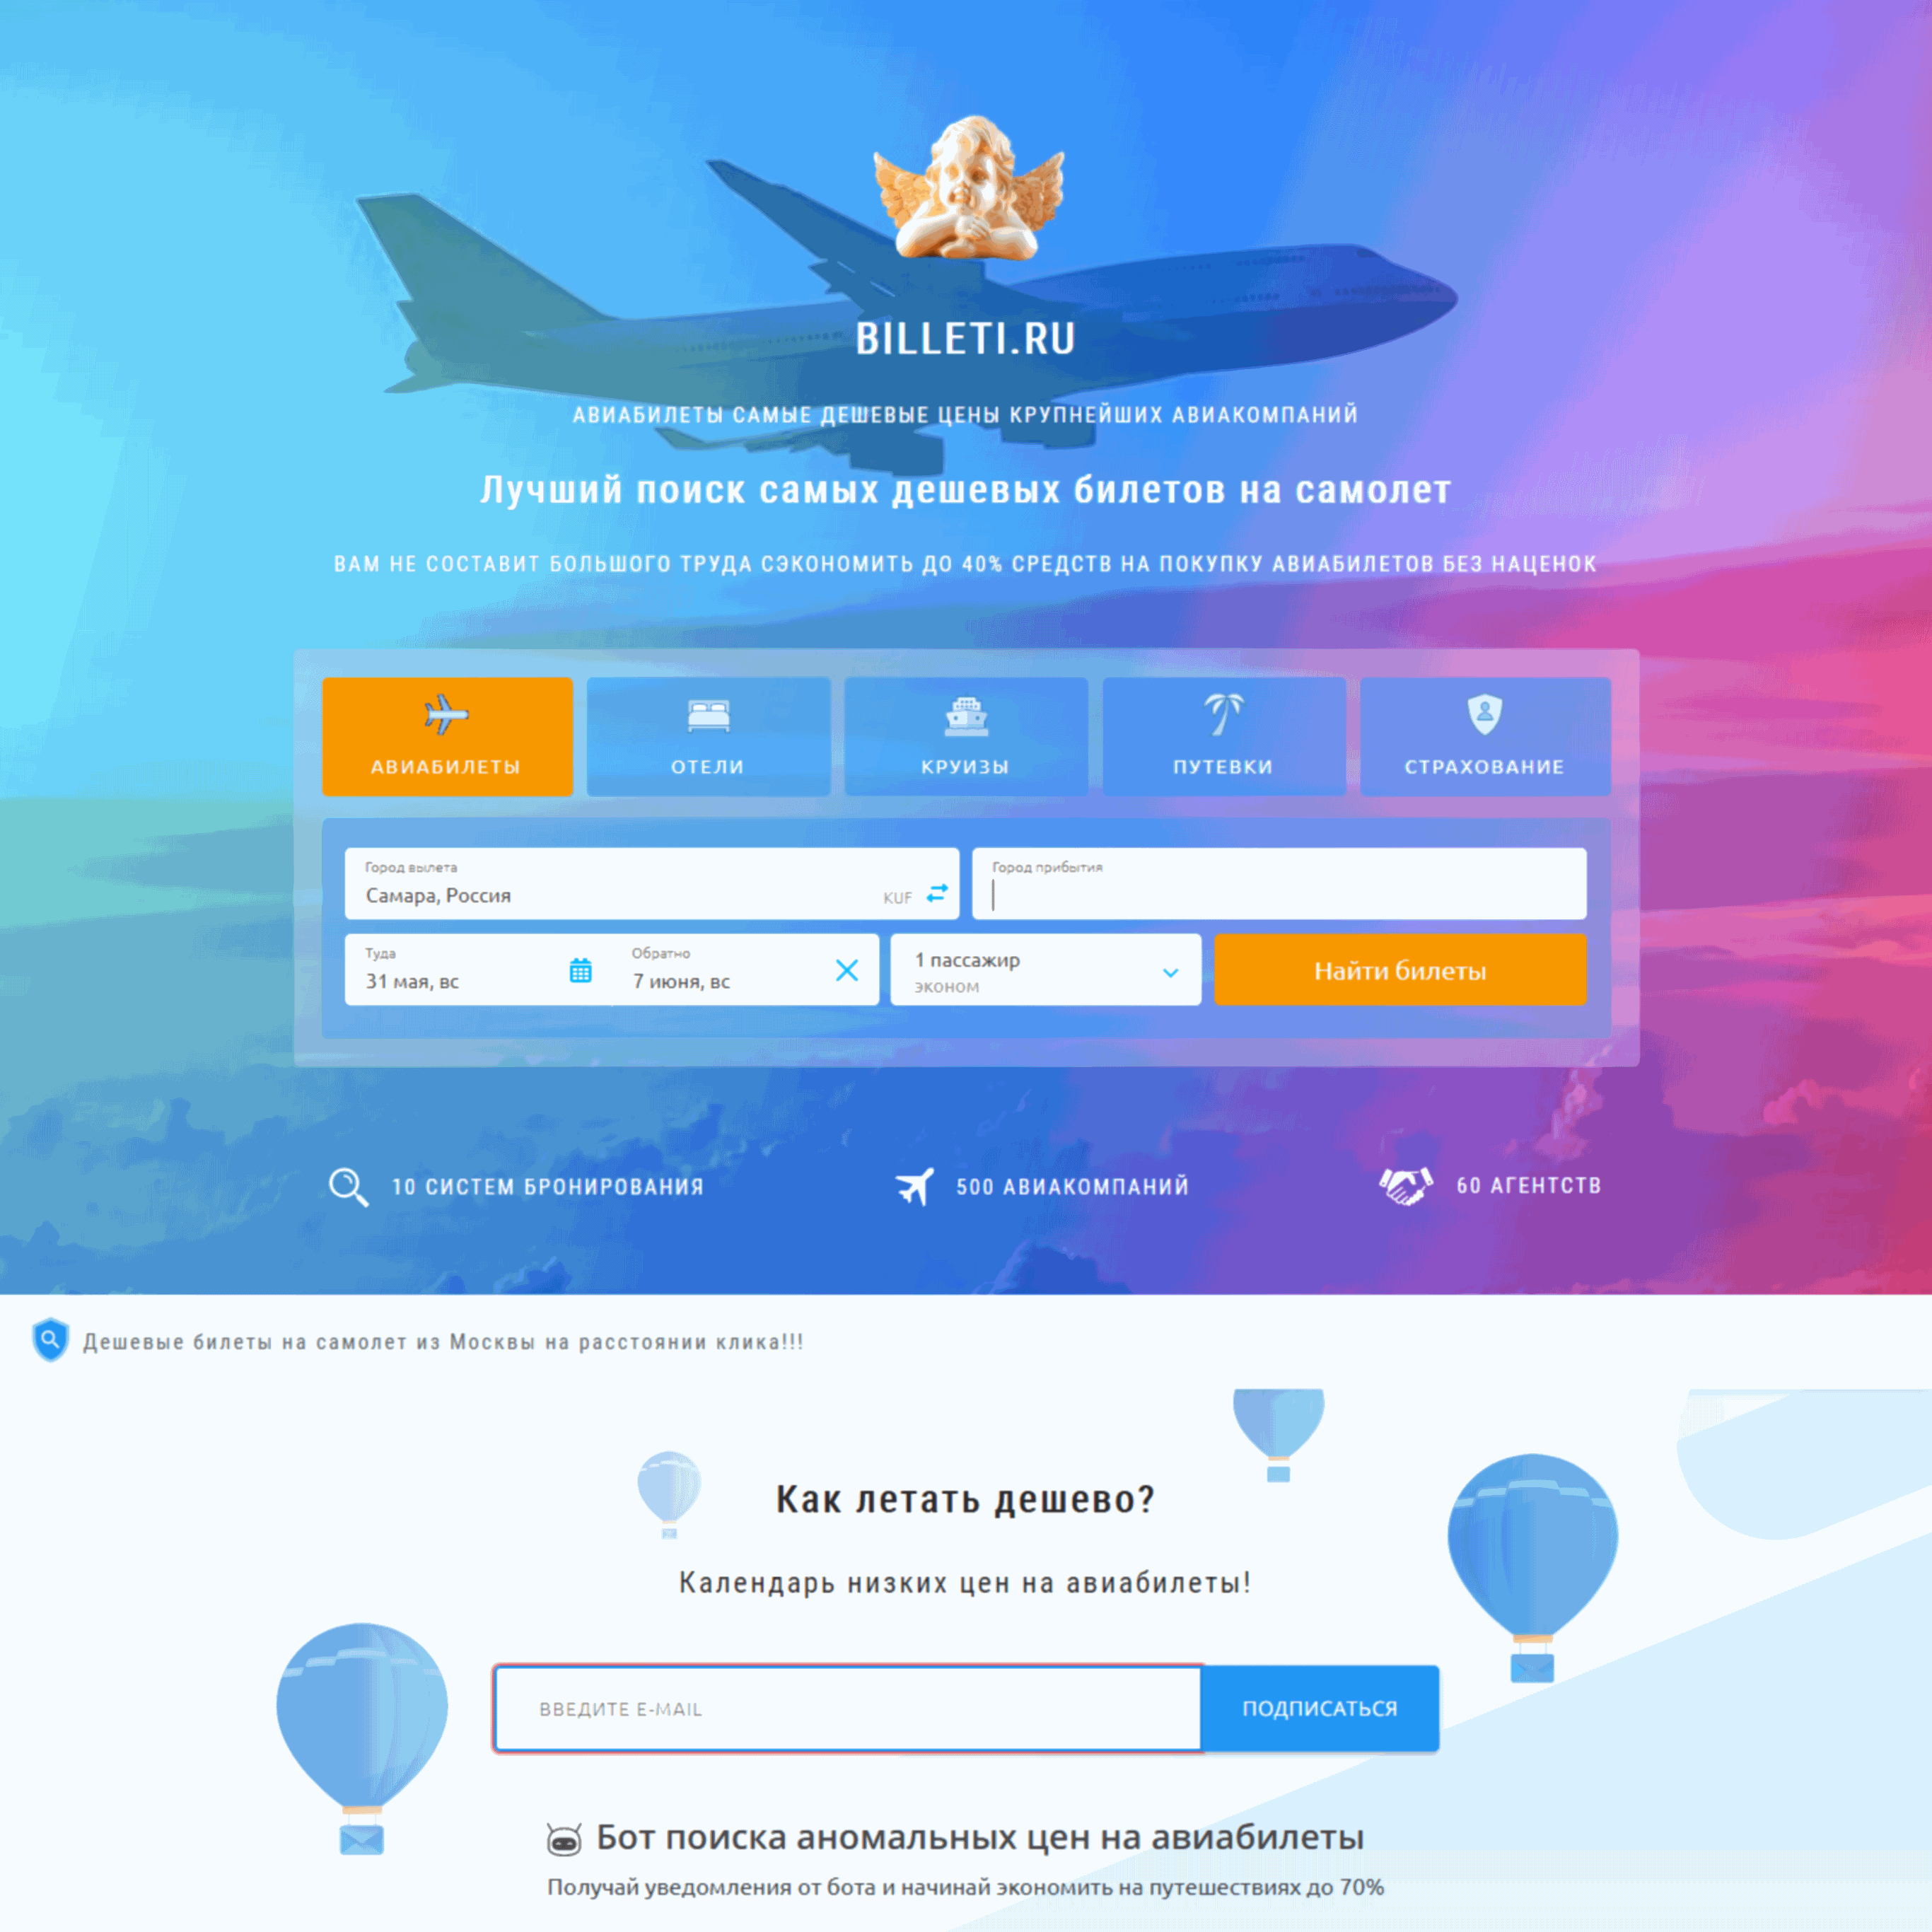 BILLETI.RU
АВИАБИЛЕТЫ САМЫЕ ДЕШЕВЫЕ ЦЕНЫ КРУПНЕЙШИХ АВИАКОМПАНИЙ
Лучший поиск самых дешевых билетов на самолет
ВАМ НЕ СОСТАВИТ БОЛЬШОГО ТРУДА СЭКОНОМИТЬ ДО 40% СРЕДСТВ НА ПОКУПКУ АВИАБИЛЕТОВ БЕЗ НАЦЕНОК
АВИАБИЛЕТЫ
ОТЕЛИ
КРУИЗЫ
ПУТЕВКИ
СТРАХОВАНИЕ
Город вылета
Самара, Россия
KUF
Город прибытия
Туда
31 мая, вс
Обратно
7 июня, вс
1 пассажир
эконом
Найти билеты
10 СИСТЕМ БРОНИРОВАНИЯ
500 АВИАКОМПАНИЙ
60 АГЕНТСТВ
Дешевые билеты на самолет из Москвы на расстоянии клика!!!
Как летать дешево?
Календарь низких цен на авиабилеты!
ВВЕДИТЕ E-MAIL
ПОДПИСАТЬСЯ
Бот поиска аномальных цен на авиабилеты
Получай уведомления от бота и начинай экономить на путешествиях до 70%